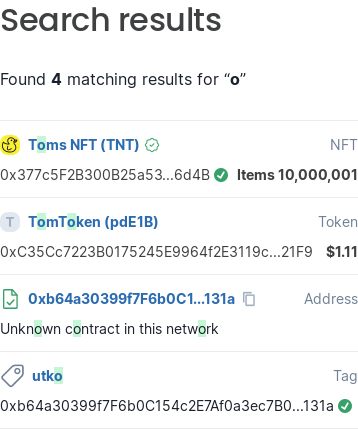 Search results
Found 4 matching results for “o”
Toms NFT (TNT) NFT
0x377c5F2B300B25a53...6d4B Items 10,000,001
T TomToken (pdE1B) Token
0xC35Cc7223B0175245E9964f2E3119c...21F9 $1.11
0xb64a30399f7F6b0C1...131a Address
Unknown contract in this network
utko Tag
0xb64a30399f7F6b0C154c2E7Af0a3ec7B0...131a